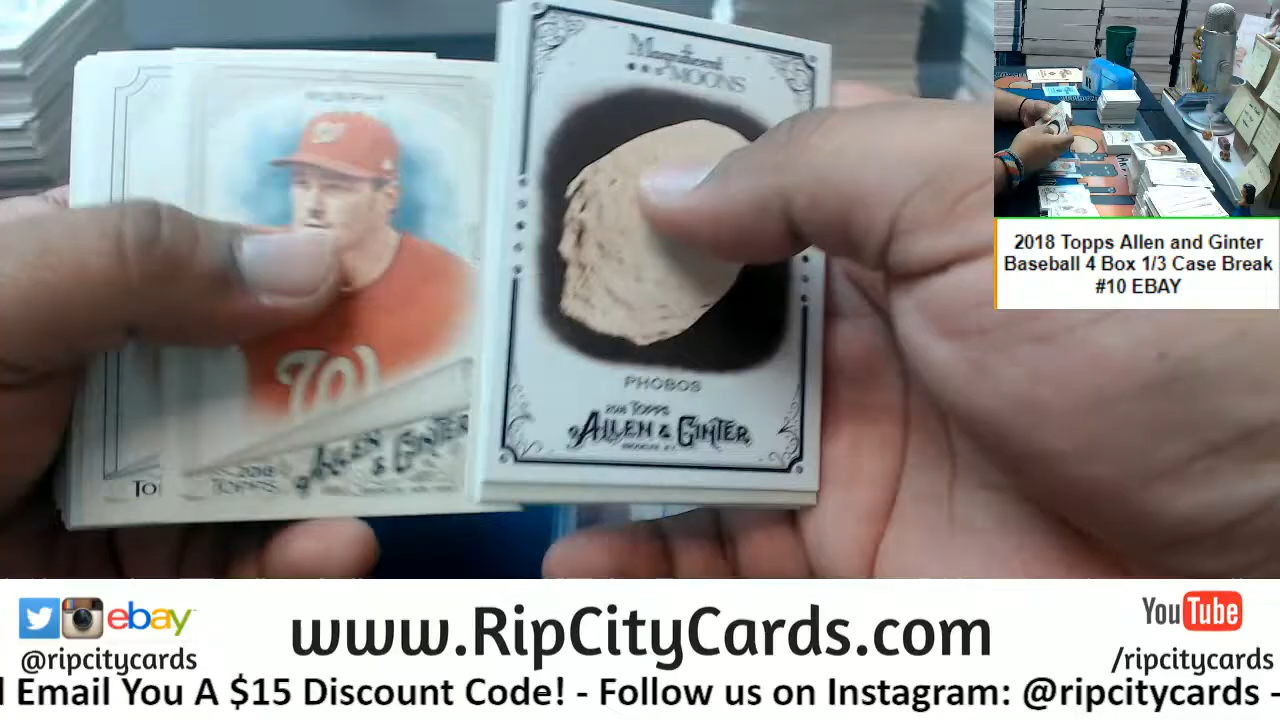 Magnificent
MOONS
PHOBOS
2018 TOPPS
ALLEN & GINTER
W
TO
2018
TOPPS
ALLEN
& GINTER
2018 Topps Allen and Ginter
Baseball 4 Box 1/3 Case Break
#10 EBAY
ebay
@ripcitycards
www.RipCityCards.com
YouTube
/ripcitycards
l Email You A $15 Discount Code! - Follow us on Instagram: @ripcitycards -